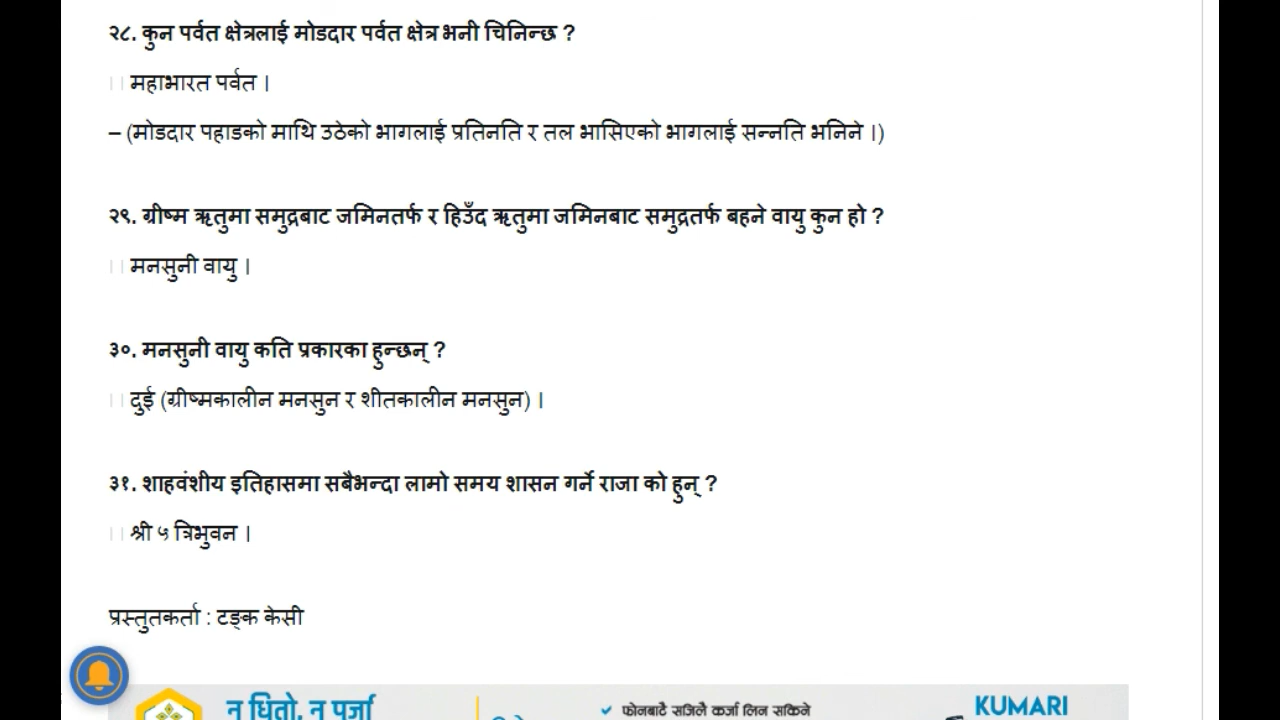 २८. कुन पर्वत क्षेत्रलाई मोडदार पर्वत क्षेत्र भनी चिनिन्छ ?
महाभारत पर्वत ।
– (मोडदार पहाडको माथि उठेको भागलाई प्रतिनति र तल भासिएको भागलाई सन्नति भनिने ।)
२९. ग्रीष्म ऋतुमा समुद्रबाट जमिनतर्फ र हिउँद ऋतुमा जमिनबाट समुद्रतर्फ बहने वायु कुन हो ?
मनसुनी वायु ।
३०. मनसुनी वायु कति प्रकारका हुन्छन् ?
दुई (ग्रीष्मकालीन मनसुन र शीतकालीन मनसुन) ।
३१. शाहवंशीय इतिहासमा सबैभन्दा लामो समय शासन गर्ने राजा को हुन् ?
श्री ५ त्रिभुवन ।
प्रस्तुतकर्ता : टङ्क केसी
न धितो, न पूर्जा
फोनबाटै सजिलै कर्जा लिन सकिने
KUMARI